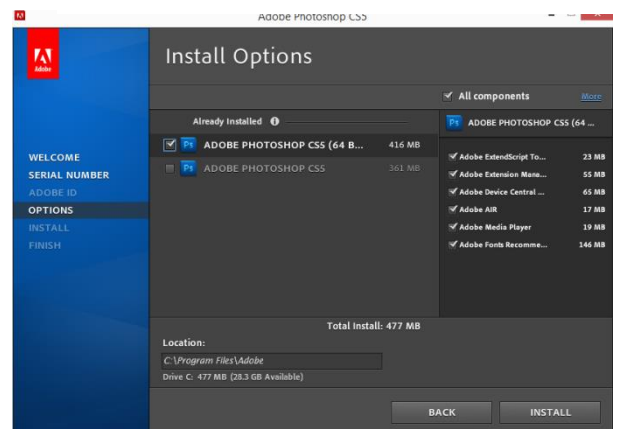 Adobe Photoshop CS5
Adobe
Install Options
All components
More
Already Installed
Ps ADOBE PHOTOSHOP CS5 (64 B... 416 MB
Ps ADOBE PHOTOSHOP CS5 361 MB
Ps ADOBE PHOTOSHOP CS5 (64 ...
Adobe ExtendScript To... 23 MB
Adobe Extension Mana... 55 MB
Adobe Device Central ... 65 MB
Adobe AIR 17 MB
Adobe Media Player 19 MB
Adobe Fonts Recomme... 146 MB
WELCOME
SERIAL NUMBER
ADOBE ID
OPTIONS
INSTALL
FINISH
Total Install: 477 MB
Location:
C:\Program Files\Adobe
Drive C: 477 MB (28.3 GB Available)
BACK
INSTALL